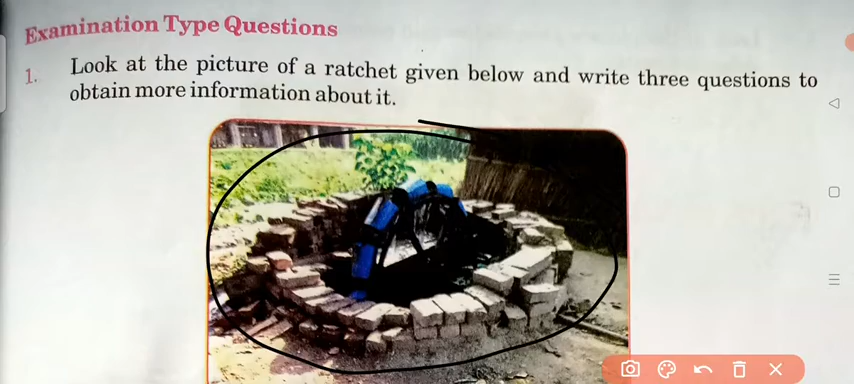 Examination Type Questions
1. Look at the picture of a ratchet given below and write three questions to
obtain more information about it.